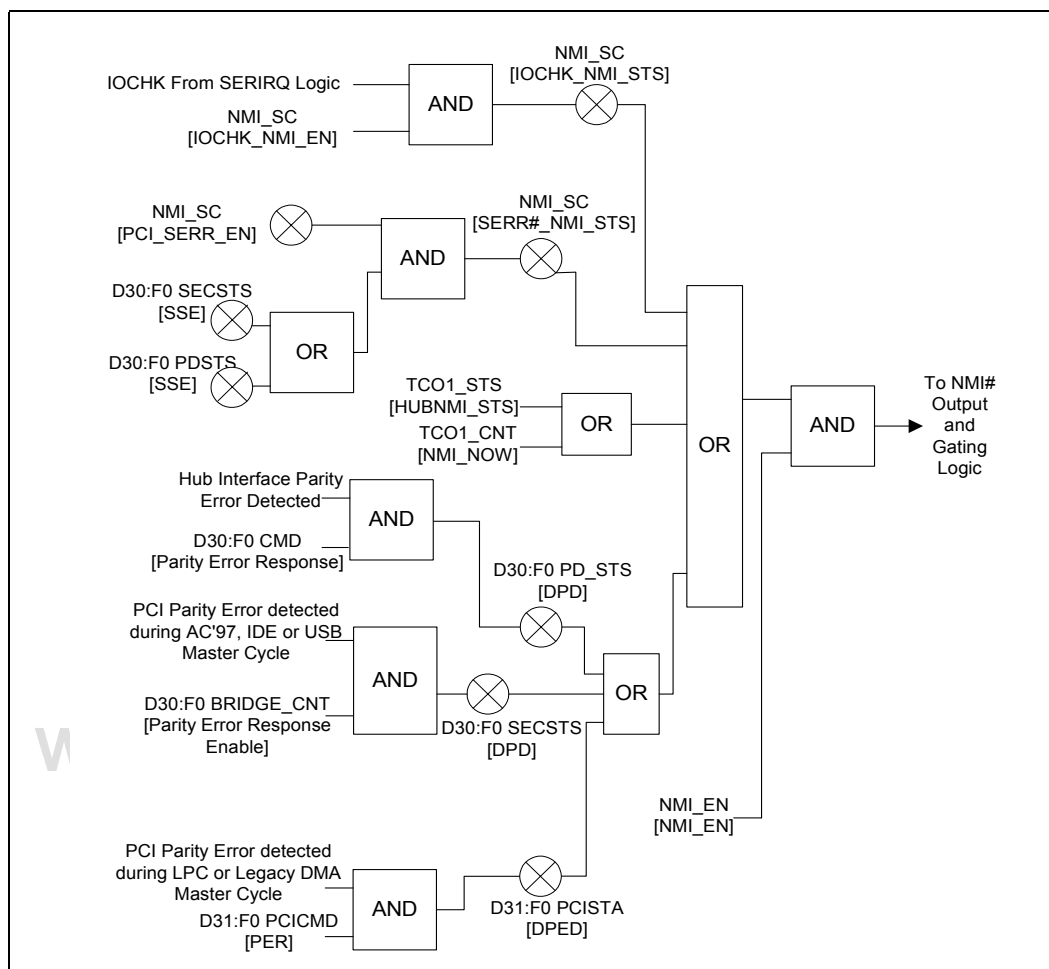 IOCHK From SERIRQ Logic
NMI_SC
[IOCHK_NMI_EN]
AND
NMI_SC
[IOCHK_NMI_STS]
NMI_SC
[PCI_SERR_EN]
D30:F0 SECSTS
[SSE]
D30:F0 PDSTS
[SSE]
OR
AND
NMI_SC
[SERR#_NMI_STS]
TCO1_STS
[HUBNMI_STS]
TCO1_CNT
[NMI_NOW]
OR
OR
AND
To NMI#
Output
and
Gating
Logic
Hub Interface Parity
Error Detected
D30:F0 CMD
[Parity Error Response]
AND
D30:F0 PD_STS
[DPD]
PCI Parity Error detected
during AC'97, IDE or USB
Master Cycle
D30:F0 BRIDGE_CNT
[Parity Error Response
Enable]
AND
D30:F0 SECSTS
[DPD]
OR
NMI_EN
[NMI_EN]
PCI Parity Error detected
during LPC or Legacy DMA
Master Cycle
D31:F0 PCICMD
[PER]
AND
D31:F0 PCISTA
[DPED]
W